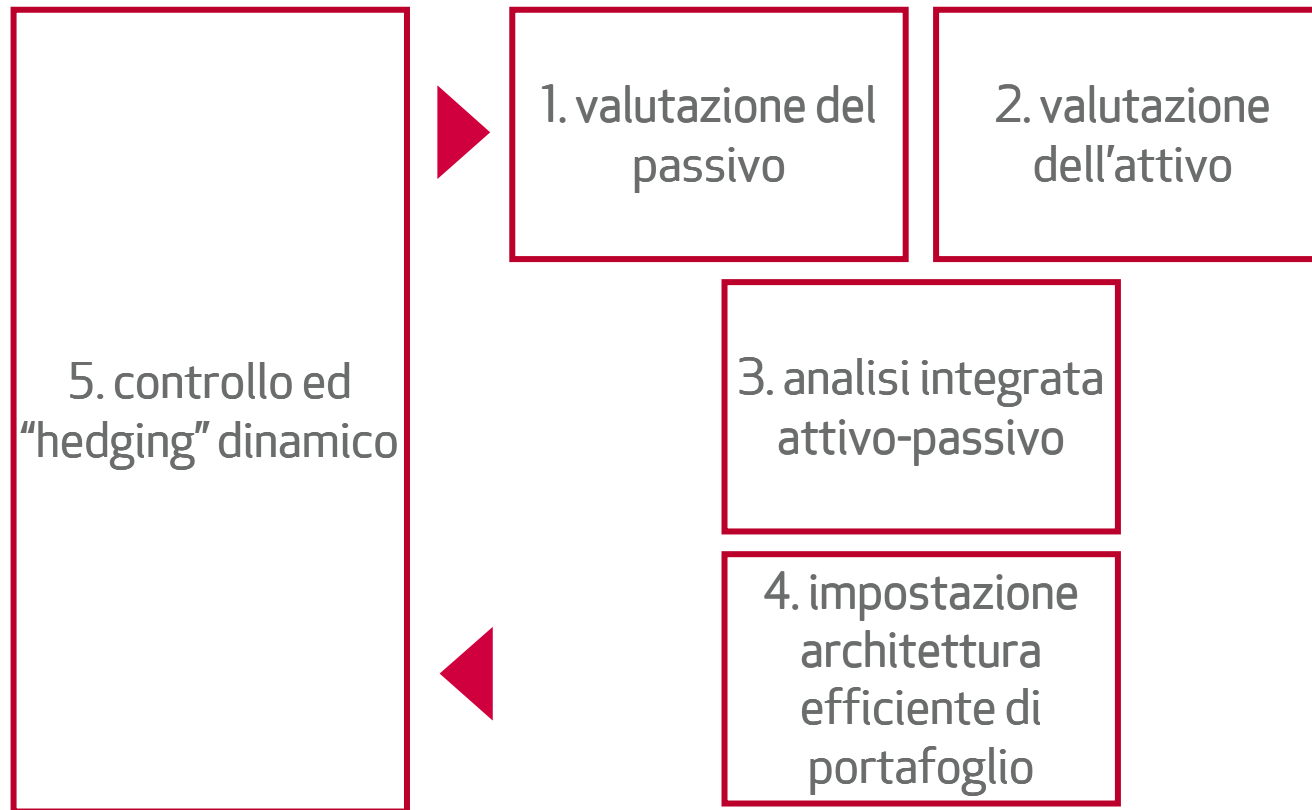 1. valutazione del
passivo
2. valutazione
dell'attivo
3. analisi integrata
attivo-passivo
4. impostazione
architettura
efficiente di
portafoglio
5. controllo ed
“hedging” dinamico